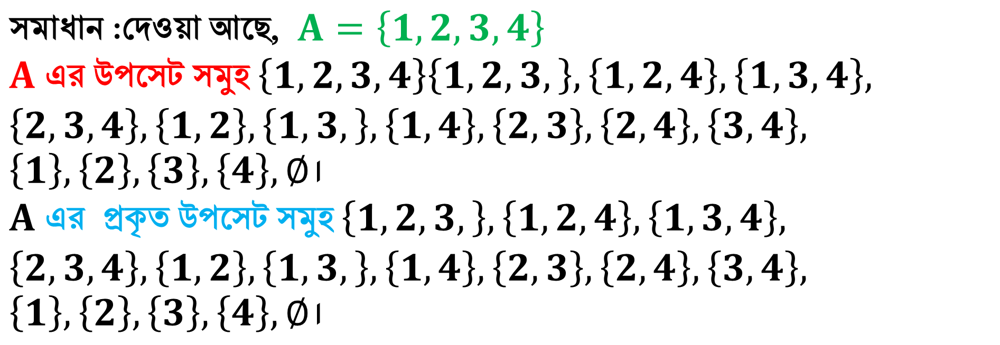 সমাধান :দেওয়া আছে, A = {1, 2, 3, 4}
A এর উপসেট সমুহ {1, 2, 3, 4}{1, 2, 3, }, {1, 2, 4}, {1, 3, 4},
{2, 3, 4}, {1, 2}, {1, 3, }, {1, 4}, {2, 3}, {2, 4}, {3, 4},
{1}, {2}, {3}, {4}, ∅।
A এর প্রকৃত উপসেট সমুহ {1, 2, 3, }, {1, 2, 4}, {1, 3, 4},
{2, 3, 4}, {1, 2}, {1, 3, }, {1, 4}, {2, 3}, {2, 4}, {3, 4},
{1}, {2}, {3}, {4}, ∅।